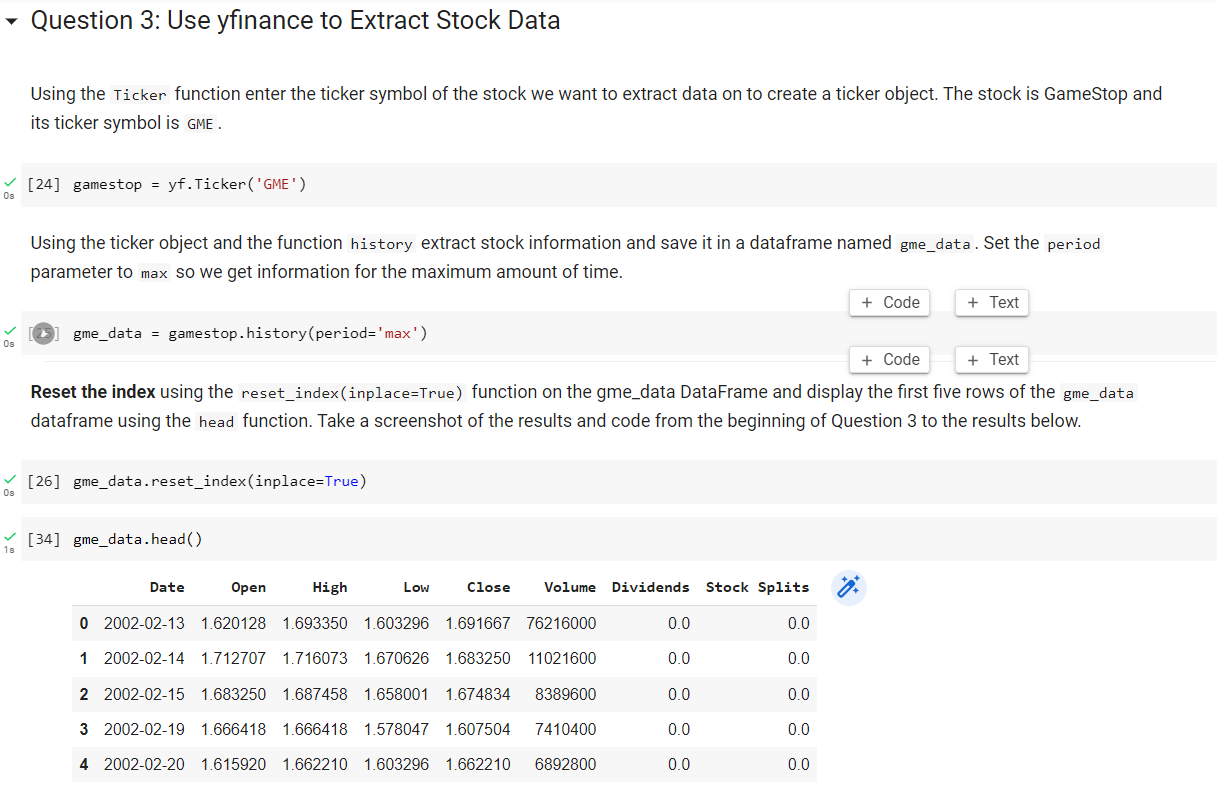 Question 3: Use yfinance to Extract Stock Data
Using the Ticker function enter the ticker symbol of the stock we want to extract data on to create a ticker object. The stock is GameStop and
its ticker symbol is GME .
0s
[24] gamestop = yf.Ticker('GME')
Using the ticker object and the function history extract stock information and save it in a dataframe named gme_data . Set the period
parameter to max so we get information for the maximum amount of time.
+ Code + Text
0s
[25] gme_data = gamestop.history(period='max')
+ Code + Text
Reset the index using the reset_index(inplace=True) function on the gme_data DataFrame and display the first five rows of the gme_data
dataframe using the head function. Take a screenshot of the results and code from the beginning of Question 3 to the results below.
0s
[26] gme_data.reset_index(inplace=True)
1s
[34] gme_data.head()
Date Open High Low Close Volume Dividends Stock Splits
0 2002-02-13 1.620128 1.693350 1.603296 1.691667 76216000 0.0 0.0
1 2002-02-14 1.712707 1.716073 1.670626 1.683250 11021600 0.0 0.0
2 2002-02-15 1.683250 1.687458 1.658001 1.674834 8389600 0.0 0.0
3 2002-02-19 1.666418 1.666418 1.578047 1.607504 7410400 0.0 0.0
4 2002-02-20 1.615920 1.662210 1.603296 1.662210 6892800 0.0 0.0